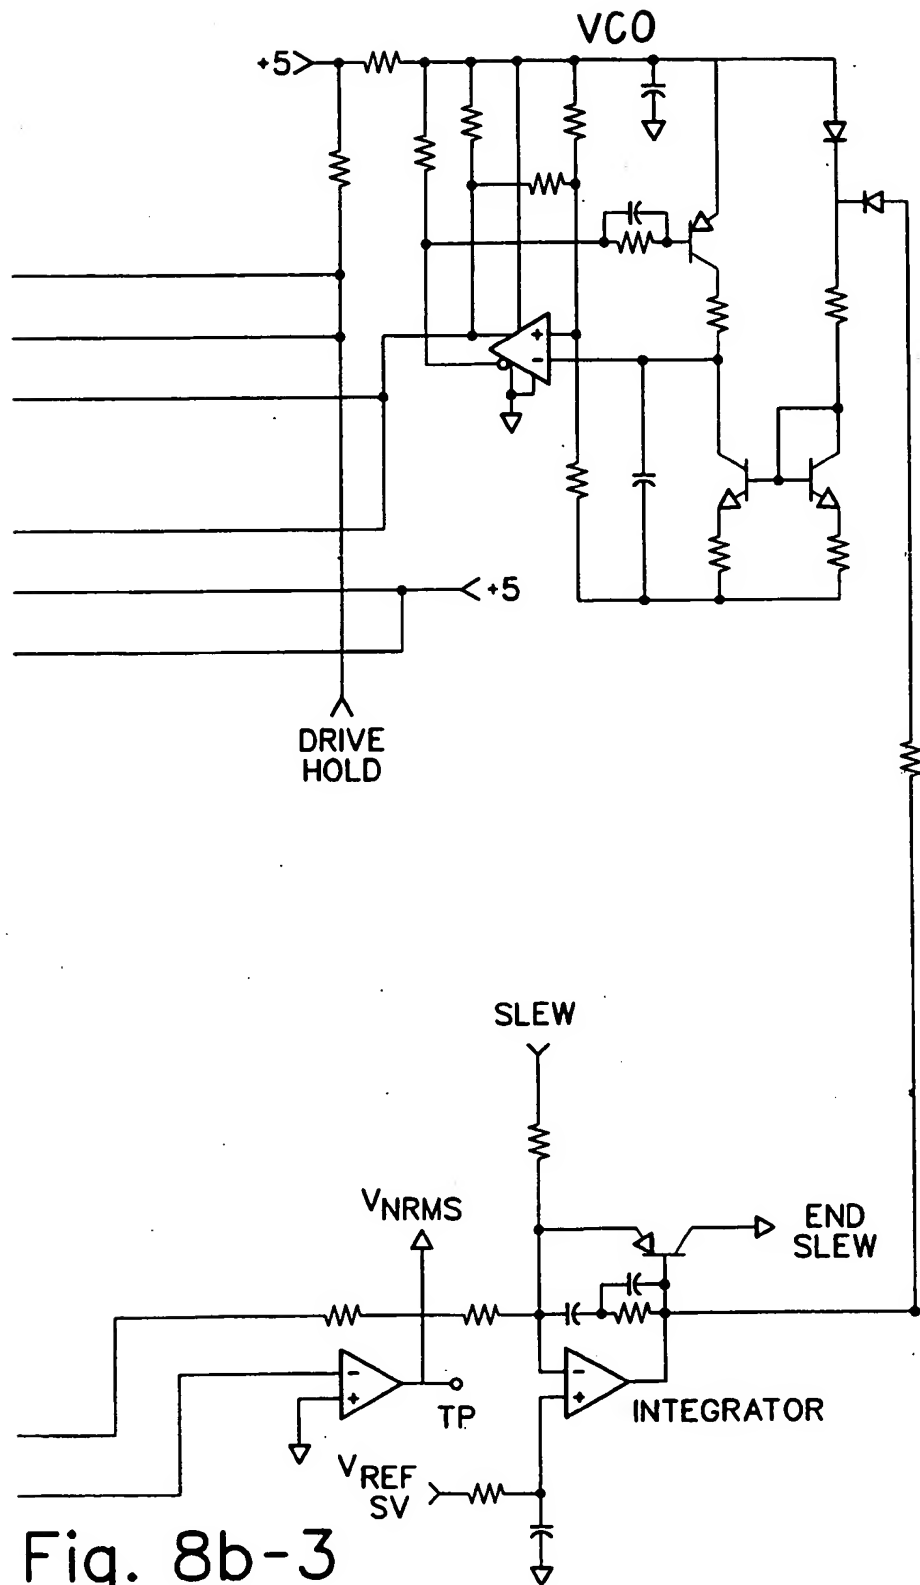 VCO
+5
+
-
+5
DRIVE
HOLD
SLEW
VNRMS
END
SLEW
-
+
-
+
TP
INTEGRATOR
VREF
SV
Fig. 8b-3